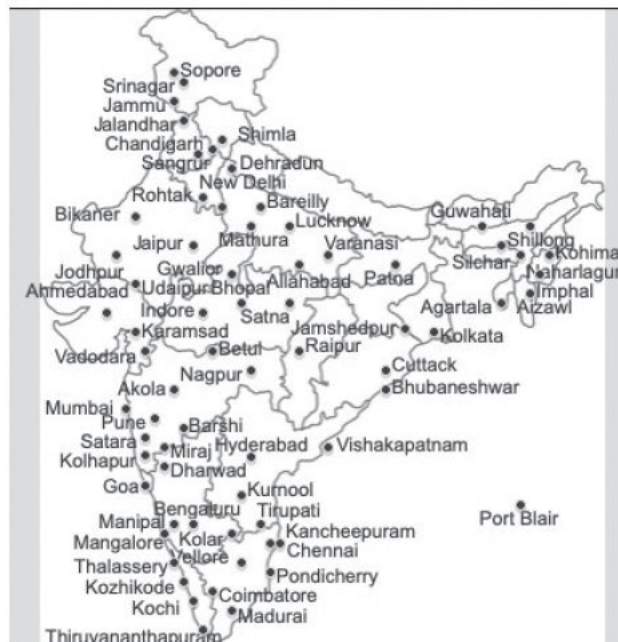 Sopore
Srinagar
Jammu
Jalandhar
Shimla
Chandigarh
Sangrur
Dehradun
New Delhi
Rohtak
Bareilly
Bikaner
Lucknow
Guwahati
Mathura
Jaipur
Varanasi
Shillong
Kohima
Silchar
Jodhpur
Gwalior
Allahabad
Patna
Naharlagun
Ahmedabad
Udaipur
Bhopal
Imphal
Indore
Satna
Agartala
Aizawl
Karamsad
Jamshedpur
Kolkata
Vadodara
Betul
Raipur
Nagpur
Cuttack
Akola
Bhubaneshwar
Mumbai
Pune
Barshi
Satara
Miraj
Hyderabad
Vishakapatnam
Kolhapur
Dharwad
Goa
Kurnool
Bengaluru
Tirupati
Port Blair
Manipal
Kancheepuram
Mangalore
Kolar
Chennai
Vellore
Thalassery
Pondicherry
Kozhikode
Coimbatore
Kochi
Madurai
Thiruvananthapuram